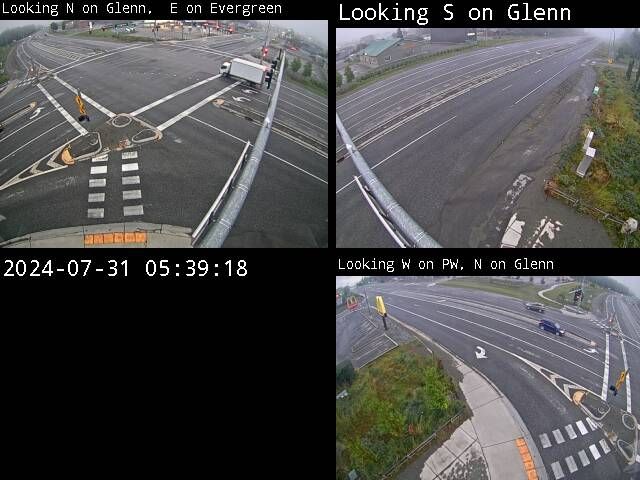 Looking N on Glenn,  E on Evergreen
Looking S on Glenn
2024-07-31 05:39:18
Looking W on PW, N on Glenn